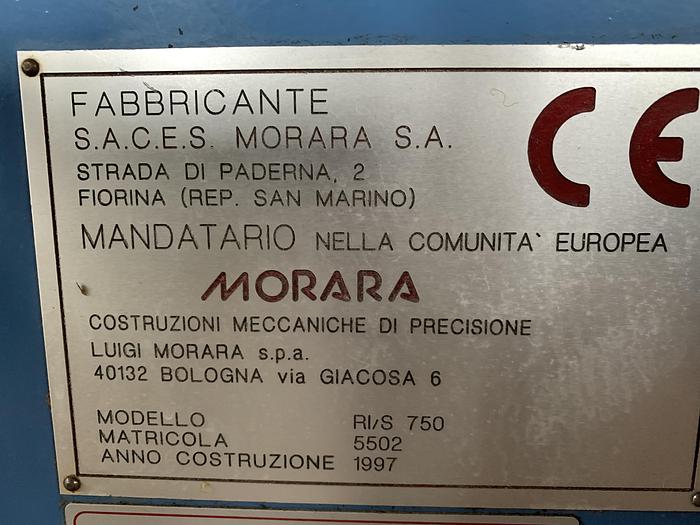 FABBRICANTE
S.A.C.E.S. MORARA S.A.
STRADA DI PADERNA, 2
FIORINA (REP. SAN MARINO)
CE
MANDATARIO NELLA COMUNITA` EUROPEA
MORARA
COSTRUZIONI MECCANICHE DI PRECISIONE
LUIGI MORARA s.p.a.
40132 BOLOGNA via GIACOSA 6
MODELLO RI/S 750
MATRICOLA 5502
ANNO COSTRUZIONE 1997